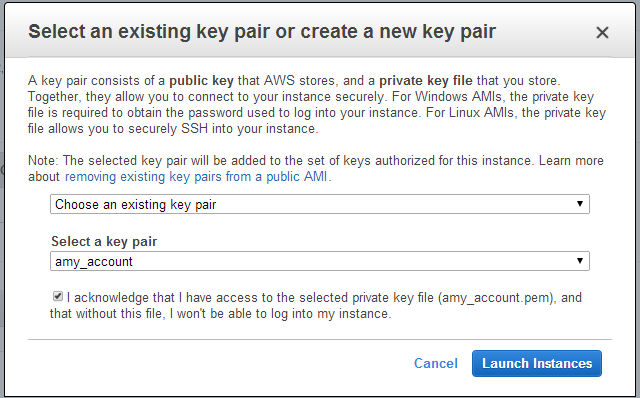 Select an existing key pair or create a new key pair
A key pair consists of a public key that AWS stores, and a private key file that you store.
Together, they allow you to connect to your instance securely. For Windows AMIs, the private key
file is required to obtain the password used to log into your instance. For Linux AMIs, the private key
file allows you to securely SSH into your instance.
Note: The selected key pair will be added to the set of keys authorized for this instance. Learn more
about removing existing key pairs from a public AMI.
Choose an existing key pair
Select a key pair
amy_account
I acknowledge that I have access to the selected private key file (amy_account.pem), and
that without this file, I won't be able to log into my instance.
Cancel Launch Instances